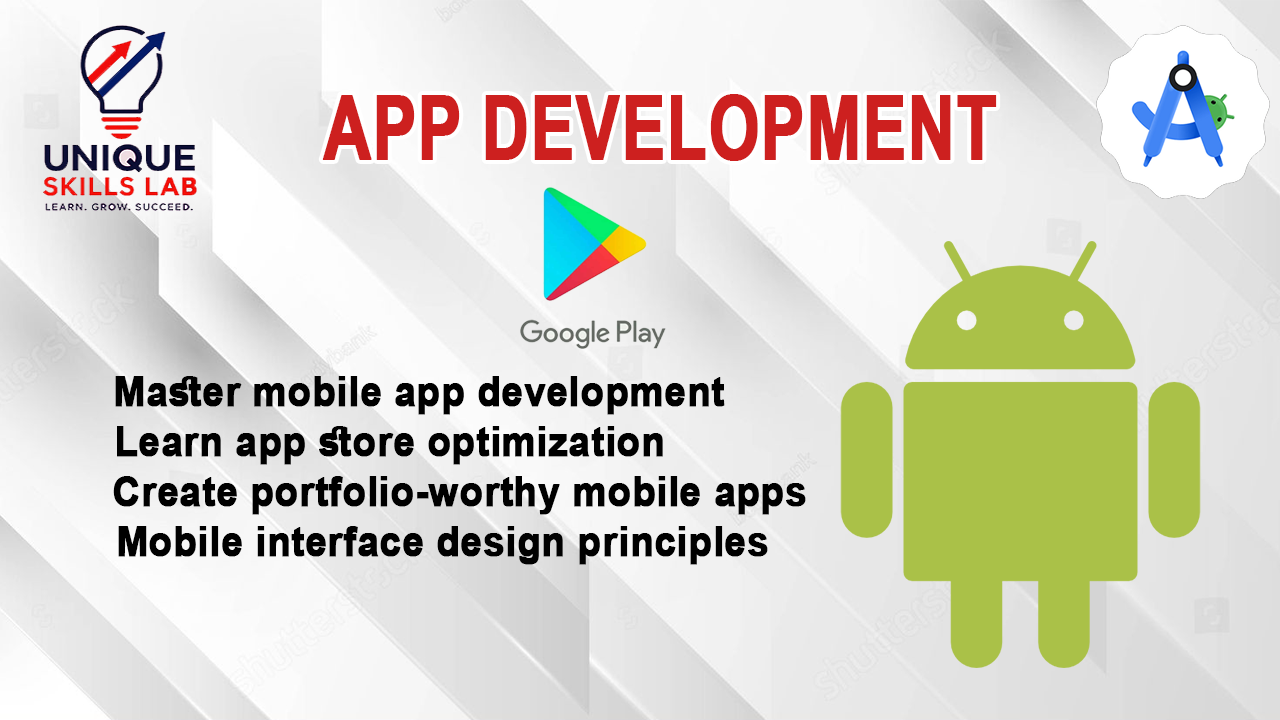 UNIQUE
SKILLS LAB
LEARN. GROW. SUCCEED.
APP DEVELOPMENT
Google Play
Master mobile app development
Learn app store optimization
Create portfolio-worthy mobile apps
Mobile interface design principles
shutterstock